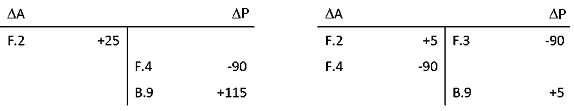 ΔA ΔP
F.2 +25
F.4 -90
B.9 +115
ΔA ΔP
F.2 +5 F.3 -90
F.4 -90
B.9 +5